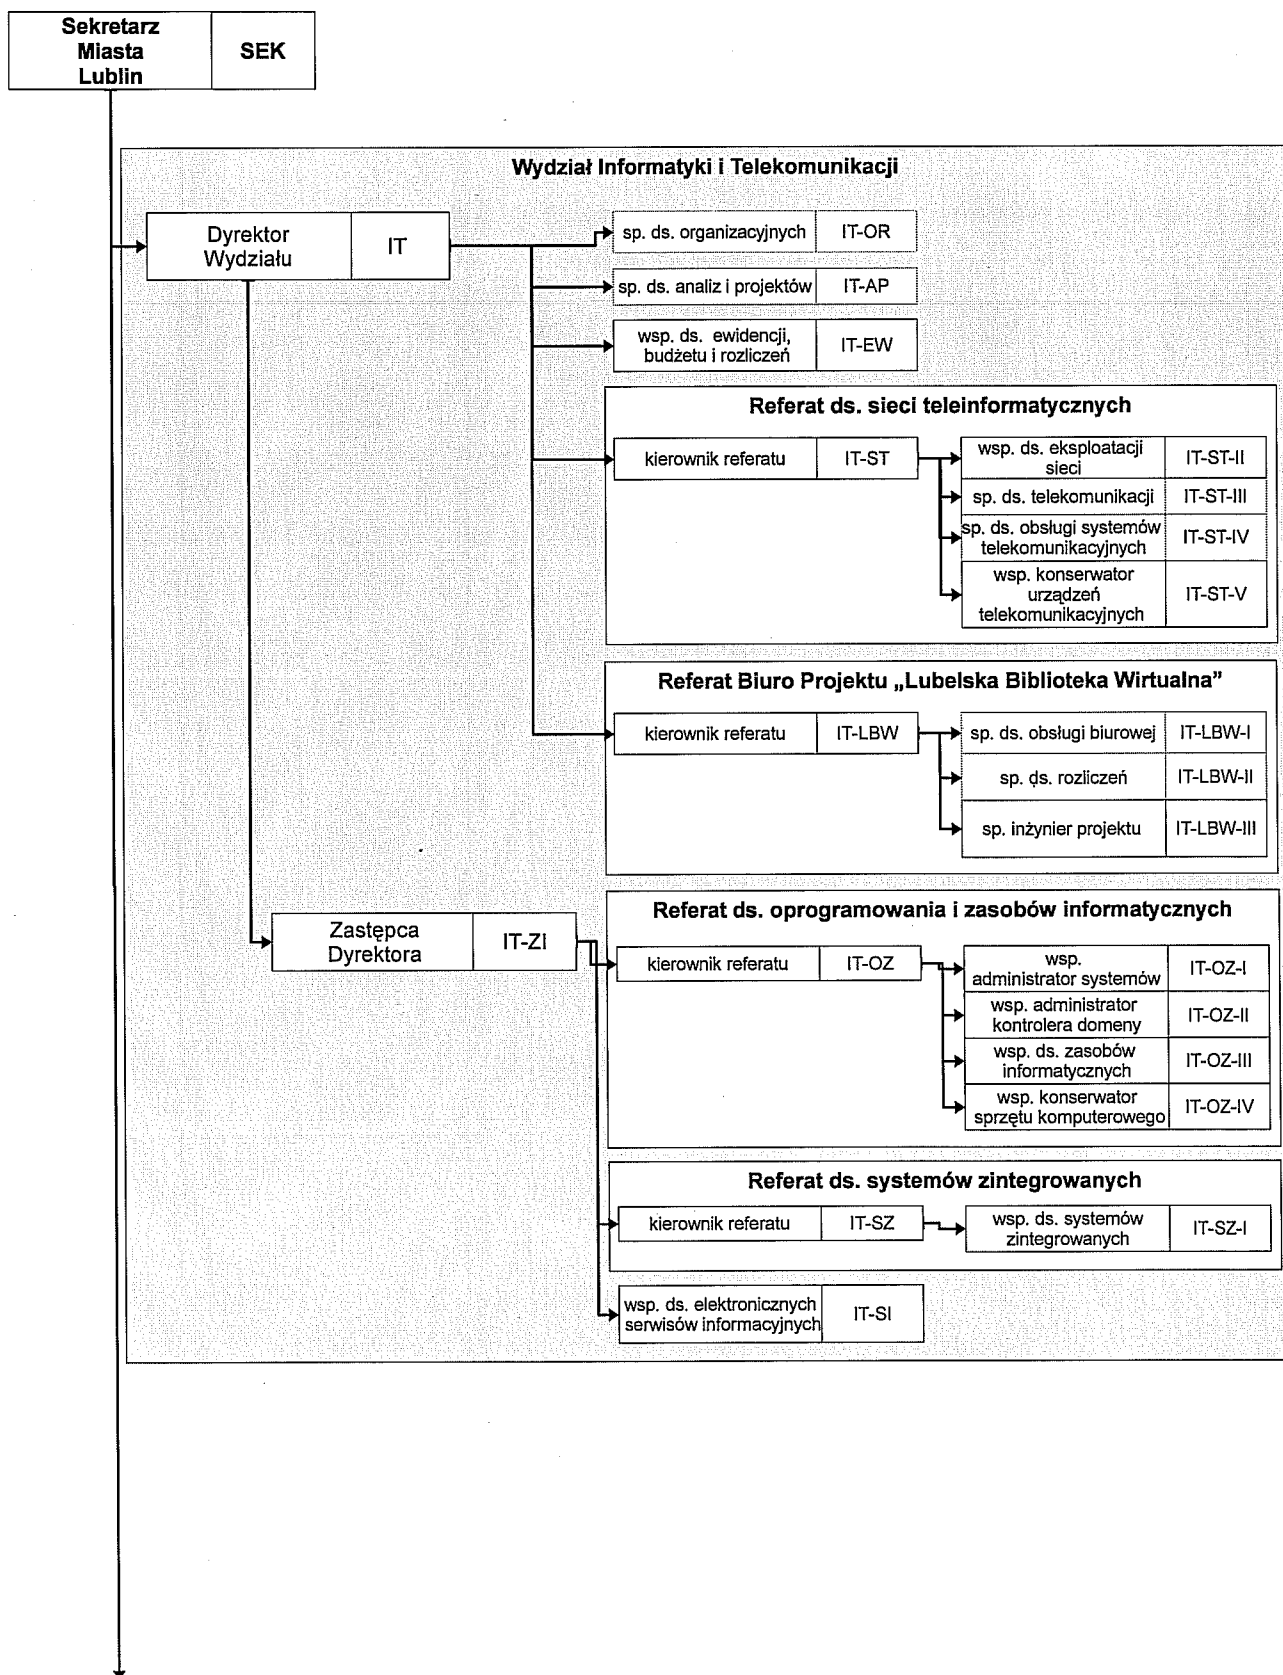 Sekretarz
Miasta
Lublin
SEK
Wydział Informatyki i Telekomunikacji
Dyrektor
Wydziału
IT
sp. ds. organizacyjnych
IT-OR
sp. ds. analiz i projektów
IT-AP
wsp. ds. ewidencji,
budżetu i rozliczeń
IT-EW
Referat ds. sieci teleinformatycznych
kierownik referatu
IT-ST
wsp. ds. eksploatacji
sieci
IT-ST-II
sp. ds. telekomunikacji
IT-ST-III
sp. ds. obsługi systemów
telekomunikacyjnych
IT-ST-IV
wsp. konserwator
urządzeń
telekomunikacyjnych
IT-ST-V
Referat Biuro Projektu „Lubelska Biblioteka Wirtualna”
kierownik referatu
IT-LBW
sp. ds. obsługi biurowej
IT-LBW-I
sp. ds. rozliczeń
IT-LBW-II
sp. inżynier projektu
IT-LBW-III
Zastępca
Dyrektora
IT-ZI
Referat ds. oprogramowania i zasobów informatycznych
kierownik referatu
IT-OZ
wsp.
administrator systemów
IT-OZ-I
wsp. administrator
kontrolera domeny
IT-OZ-II
wsp. ds. zasobów
informatycznych
IT-OZ-III
wsp. konserwator
sprzętu komputerowego
IT-OZ-IV
Referat ds. systemów zintegrowanych
kierownik referatu
IT-SZ
wsp. ds. systemów
zintegrowanych
IT-SZ-I
wsp. ds. elektronicznych
serwisów informacyjnych
IT-SI